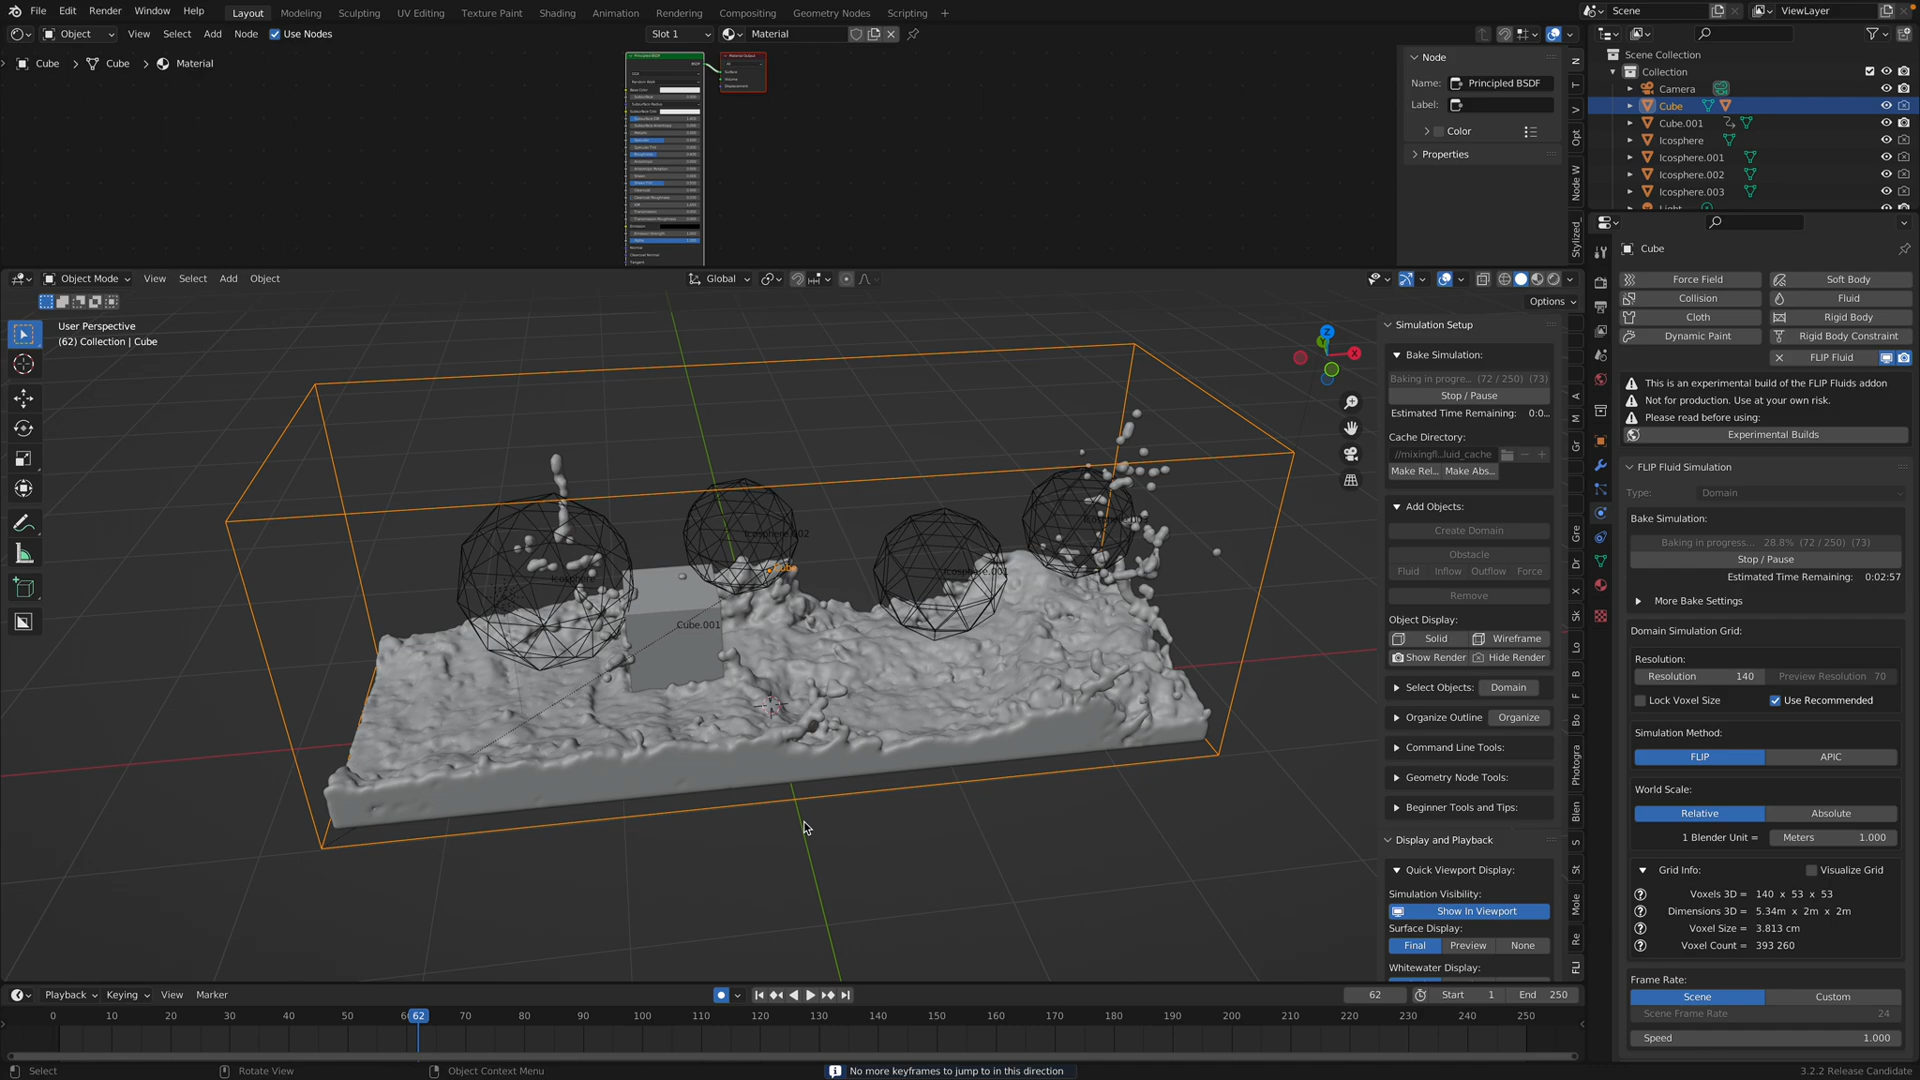 File Edit Render Window Help Layout Modeling Sculpting UV Editing Texture Paint Shading Animation Rendering Compositing Geometry Nodes Scripting +
Scene ViewLayer
Object View Select Add Node Use Nodes Slot 1 Material
Cube Cube Material
Principled BSDF
Material Output
Node
Name: Principled BSDF
Label:
Color
Properties
Scene Collection
Collection
Camera
Cube
Cube.001
Icosphere
Icosphere.001
Icosphere.002
Icosphere.003
Object Mode View Select Add Object Global
Options
User Perspective
(62) Collection | Cube
Icosphere
Icosphere.002
Icosphere.001
Cube
Cube.001
Simulation Setup
Bake Simulation:
Baking in progre... (72 / 250) (73)
Stop / Pause
Estimated Time Remaining: 0:0...
Cache Directory:
//mixingfl...luid_cache
Make Rel... Make Abs...
Add Objects:
Create Domain
Obstacle
Fluid Inflow Outflow Force
Remove
Object Display:
Solid Wireframe
Show Render Hide Render
Select Objects: Domain
Organize Outline Organize
Command Line Tools:
Geometry Node Tools:
Beginner Tools and Tips:
Display and Playback
Quick Viewport Display:
Simulation Visibility:
Show In Viewport
Surface Display:
Final Preview None
Whitewater Display:
Cube
Force Field Soft Body
Collision Fluid
Cloth Rigid Body
Dynamic Paint Rigid Body Constraint
FLIP Fluid
This is an experimental build of the FLIP Fluids addon
Not for production. Use at your own risk.
Please read before using:
Experimental Builds
FLIP Fluid Simulation
Type: Domain
Bake Simulation:
Baking in progress... 28.8% (72 / 250) (73)
Stop / Pause
Estimated Time Remaining: 0:02:57
More Bake Settings
Domain Simulation Grid:
Resolution:
Resolution 140 Preview Resolution 70
Lock Voxel Size Use Recommended
Simulation Method:
FLIP APIC
World Scale:
Relative Absolute
1 Blender Unit = Meters 1.000
Grid Info: Visualize Grid
Voxels 3D = 140 x 53 x 53
Dimensions 3D = 5.34m x 2m x 2m
Voxel Size = 3.813 cm
Voxel Count = 393 260
Frame Rate:
Scene Custom
Scene Frame Rate 24
Speed 1.000
Playback Keying View Marker 62 Start 1 End 250
0 10 20 30 40 50 62 70 80 90 100 110 120 130 140 150 160 170 180 190 200 210 220 230 240 250
Select Rotate View Object Context Menu No more keyframes to jump to in this direction 3.2.2 Release Candidate